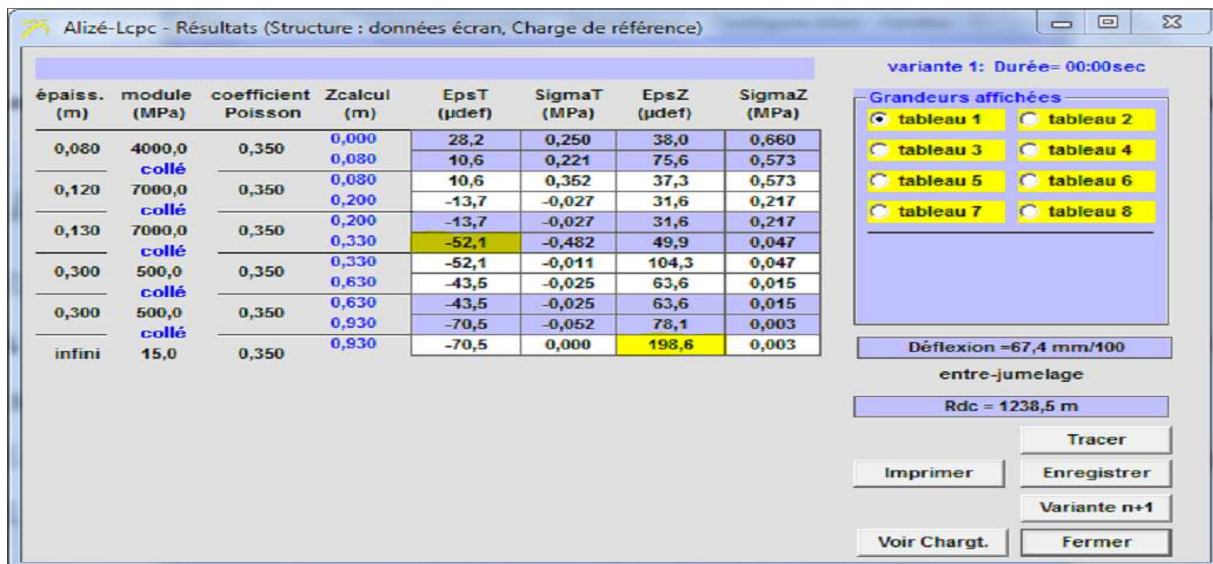 Alizé-Lcpc - Résultats (Structure : données écran, Charge de référence)
variante 1: Durée= 00:00sec
épaiss. (m) module (MPa) coefficient Poisson Zcalcul (m) EpsT (µdef) SigmaT (MPa) EpsZ (µdef) SigmaZ (MPa)
0,080 4000,0 0,350 0,000 28,2 0,250 38,0 0,660
collé 0,080 10,6 0,221 75,6 0,573
0,120 7000,0 0,350 0,080 10,6 0,352 37,3 0,573
collé 0,200 -13,7 -0,027 31,6 0,217
0,130 7000,0 0,350 0,200 -13,7 -0,027 31,6 0,217
collé 0,330 -52,1 -0,482 49,9 0,047
0,300 500,0 0,350 0,330 -52,1 -0,011 104,3 0,047
collé 0,630 -43,5 -0,025 63,6 0,015
0,300 500,0 0,350 0,630 -43,5 -0,025 63,6 0,015
collé 0,930 -70,5 -0,052 78,1 0,003
infini 15,0 0,350 0,930 -70,5 0,000 198,6 0,003
Grandeurs affichées
tableau 1 tableau 2
tableau 3 tableau 4
tableau 5 tableau 6
tableau 7 tableau 8
Déflexion =67,4 mm/100
entre-jumelage
Rdc = 1238,5 m
Tracer
Imprimer Enregistrer
Variante n+1
Voir Chargt. Fermer